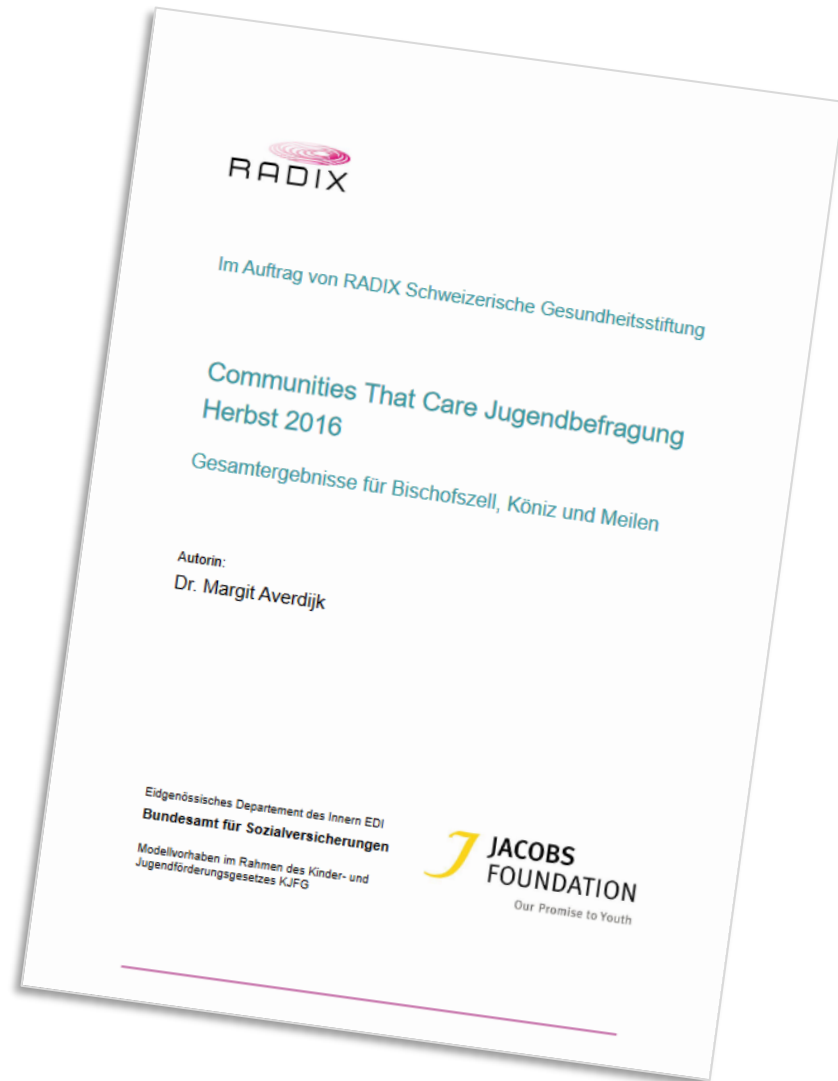 RADIX
Im Auftrag von RADIX Schweizerische Gesundheitsstiftung
Communities That Care Jugendbefragung
Herbst 2016
Gesamtergebnisse für Bischofszell, Köniz und Meilen
Autorin:
Dr. Margit Averdijk
Eidgenössisches Departement des Innern EDI
Bundesamt für Sozialversicherungen
Modellvorhaben im Rahmen des Kinder- und
Jugendförderungsgesetzes KJFG
JACOBS
FOUNDATION
Our Promise to Youth